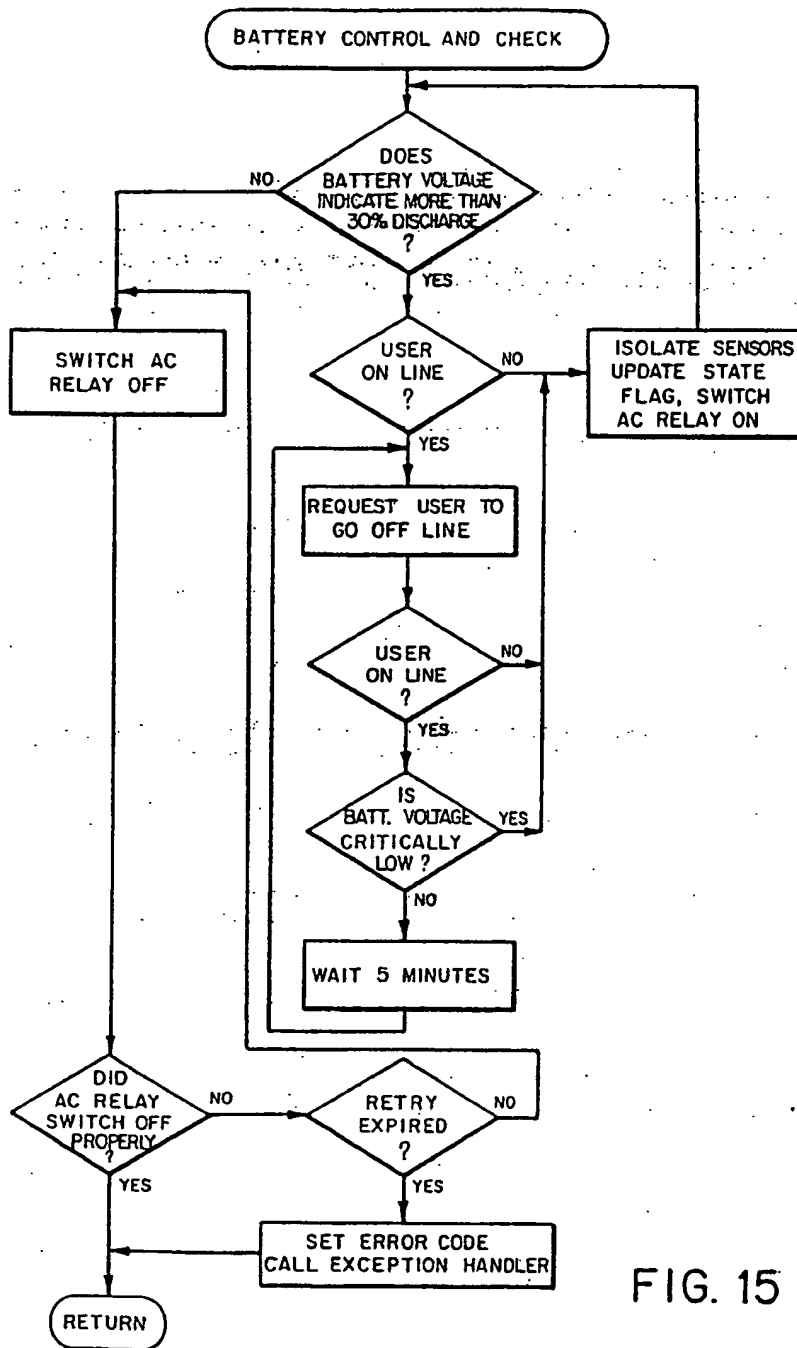 BATTERY CONTROL AND CHECK
DOES
BATTERY VOLTAGE
INDICATE MORE THAN
30% DISCHARGE
?
NO
YES
SWITCH AC
RELAY OFF
USER
ON LINE
?
NO
YES
ISOLATE SENSORS
UPDATE STATE
FLAG, SWITCH
AC RELAY ON
REQUEST USER TO
GO OFF LINE
USER
ON LINE
?
NO
YES
IS
BATT. VOLTAGE
CRITICALLY
LOW ?
YES
NO
WAIT 5 MINUTES
DID
AC RELAY
SWITCH OFF
PROPERLY
?
NO
YES
RETRY
EXPIRED
?
NO
YES
SET ERROR CODE
CALL EXCEPTION HANDLER
RETURN
FIG. 15